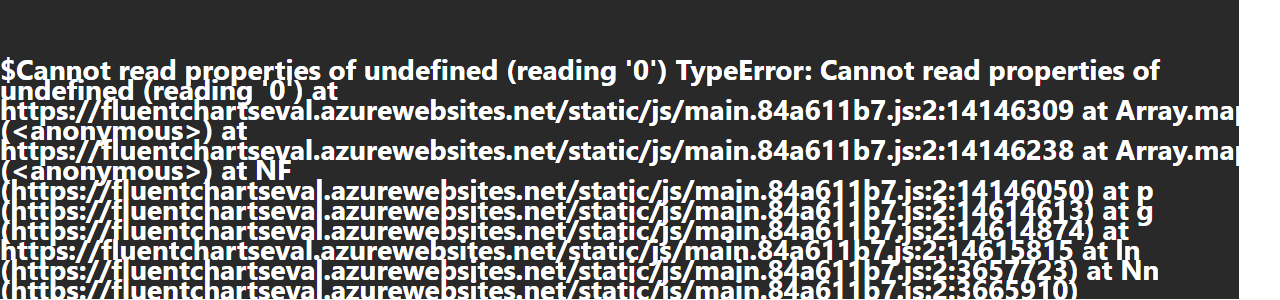 $Cannot read properties of undefined (reading '0') TypeError: Cannot read properties of
undefined (reading '0') at
https://fluentchartseval.azurewebsites.net/static/js/main.84a611b7.js:2:14146309 at Array.map
(<anonymous>) at
https://fluentchartseval.azurewebsites.net/static/js/main.84a611b7.js:2:14146238 at Array.map
(<anonymous>) at NF
(https://fluentchartseval.azurewebsites.net/static/js/main.84a611b7.js:2:14146050) at p
(https://fluentchartseval.azurewebsites.net/static/js/main.84a611b7.js:2:14614613) at g
(https://fluentchartseval.azurewebsites.net/static/js/main.84a611b7.js:2:14614874) at
https://fluentchartseval.azurewebsites.net/static/js/main.84a611b7.js:2:14615815 at ln
(https://fluentchartseval.azurewebsites.net/static/js/main.84a611b7.js:2:3657723) at Nn
(https://fluentchartseval.azurewebsites.net/static/js/main.84a611b7.js:2:3665910)